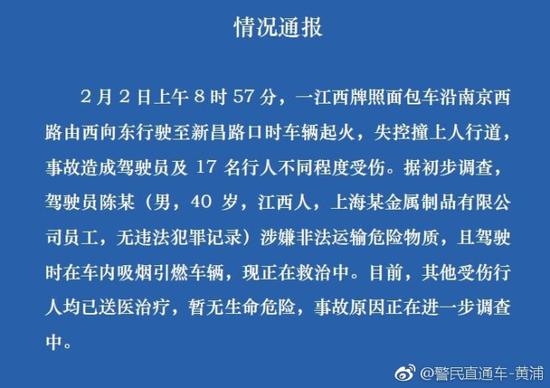 情况通报
2月2日上午8时57分，一江西牌照面包车沿南京西
路由西向东行驶至新昌路口时车辆起火，失控撞上人行道，
事故造成驾驶员及17名行人不同程度受伤。据初步调查，
驾驶员陈某（男，40岁，江西人，上海某金属制品有限公
司员工，无违法犯罪记录）涉嫌非法运输危险物质，且驾驶
时在车内吸烟引燃车辆，现正在救治中。目前，其他受伤行
人均已送医治疗，暂无生命危险，事故原因正在进一步调查
中。
@警民直通车-黄浦